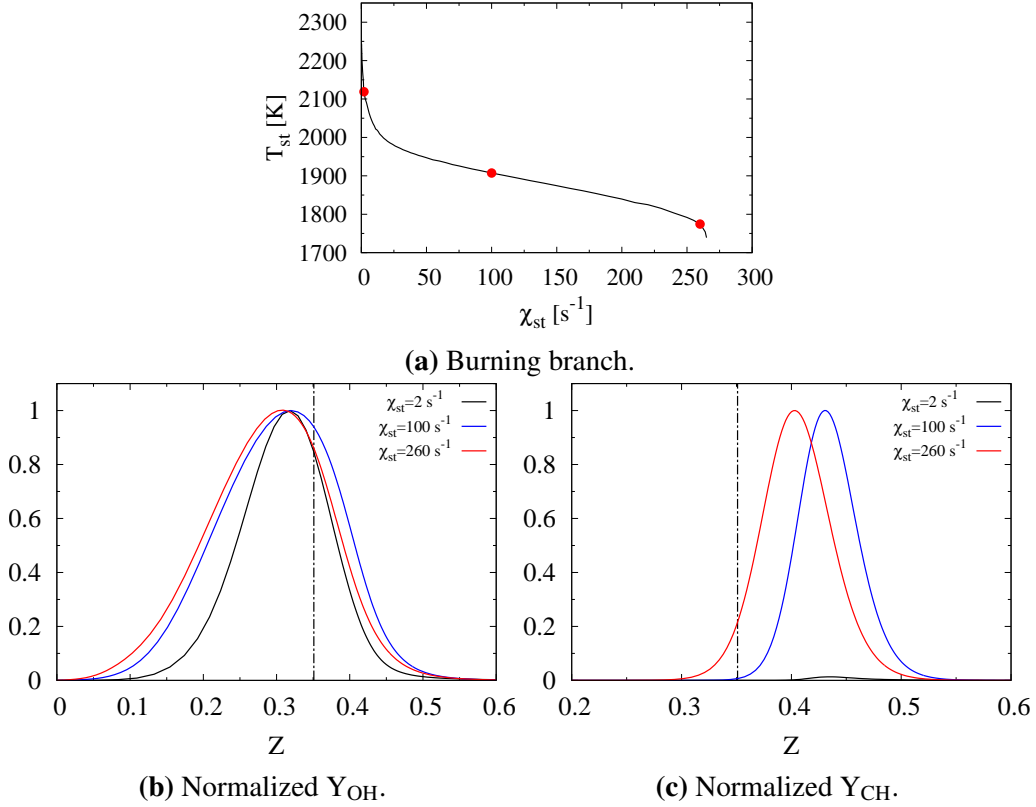 2300
2200
2100
2000
1900
1800
1700
T_st [K]
0 50 100 150 200 250 300
χ_st [s⁻¹]
(a) Burning branch.
1
0.8
0.6
0.4
0.2
0
χ_st=2 s⁻¹
χ_st=100 s⁻¹
χ_st=260 s⁻¹
0 0.1 0.2 0.3 0.4 0.5 0.6
Z
(b) Normalized Y_OH.
1
0.8
0.6
0.4
0.2
0
χ_st=2 s⁻¹
χ_st=100 s⁻¹
χ_st=260 s⁻¹
0.2 0.3 0.4 0.5 0.6
Z
(c) Normalized Y_CH.